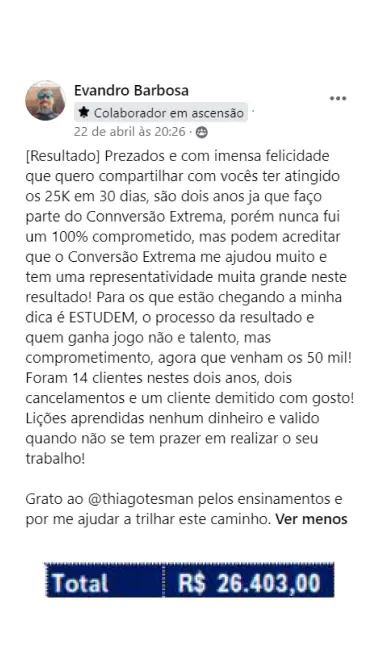 Evandro Barbosa
Colaborador em ascensão ·
22 de abril às 20:26 ·
[Resultado] Prezados e com imensa felicidade
que quero compartilhar com vocês ter atingido
os 25K em 30 dias, são dois anos ja que faço
parte do Connversão Extrema, porém nunca fui
um 100% comprometido, mas podem acreditar
que o Conversão Extrema me ajudou muito e
tem uma representatividade muita grande neste
resultado! Para os que estão chegando a minha
dica é ESTUDEM, o processo da resultado e
quem ganha jogo não e talento, mas
comprometimento, agora que venham os 50 mil!
Foram 14 clientes nestes dois anos, dois
cancelamentos e um cliente demitido com gosto!
Lições aprendidas nenhum dinheiro e valido
quando não se tem prazer em realizar o seu
trabalho!
Grato ao @thiagotesman pelos ensinamentos e
por me ajudar a trilhar este caminho. Ver menos
Total R$ 26.403,00